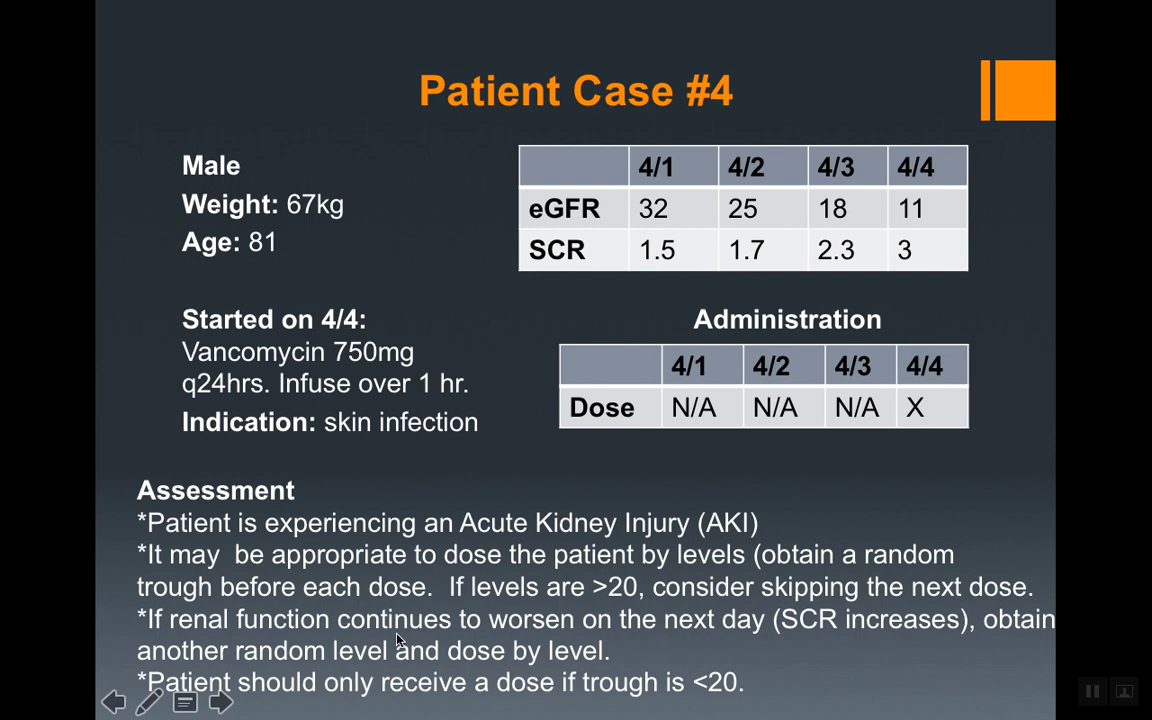 Patient Case #4
Male
Weight: 67kg
Age: 81
4/1 4/2 4/3 4/4
eGFR 32 25 18 11
SCR 1.5 1.7 2.3 3
Started on 4/4:
Vancomycin 750mg
q24hrs. Infuse over 1 hr.
Indication: skin infection
Administration
4/1 4/2 4/3 4/4
Dose N/A N/A N/A X
Assessment
*Patient is experiencing an Acute Kidney Injury (AKI)
*It may  be appropriate to dose the patient by levels (obtain a random
trough before each dose.  If levels are >20, consider skipping the next dose.
*If renal function continues to worsen on the next day (SCR increases), obtain
another random level and dose by level.
*Patient should only receive a dose if trough is <20.